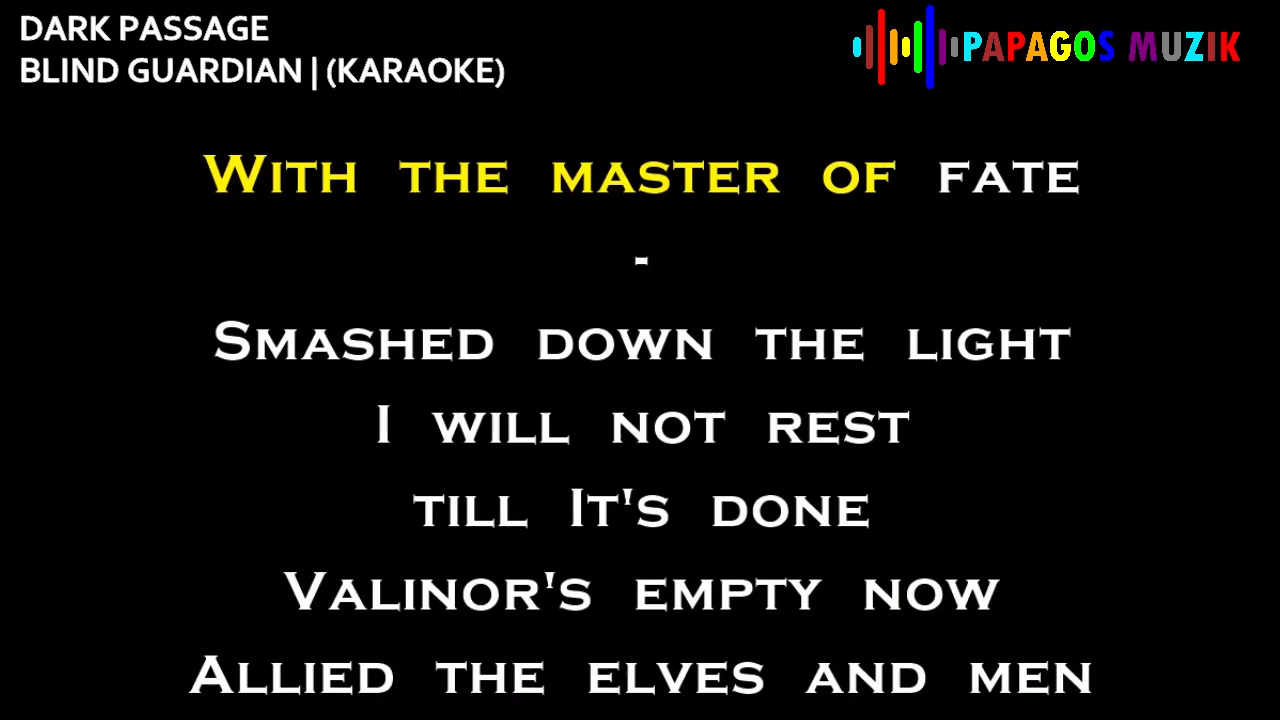 DARK PASSAGE
BLIND GUARDIAN | (KARAOKE)
PAPAGOS MUZIK
WITH THE MASTER OF FATE
-
SMASHED DOWN THE LIGHT
I WILL NOT REST
TILL IT'S DONE
VALINOR'S EMPTY NOW
ALLIED THE ELVES AND MEN